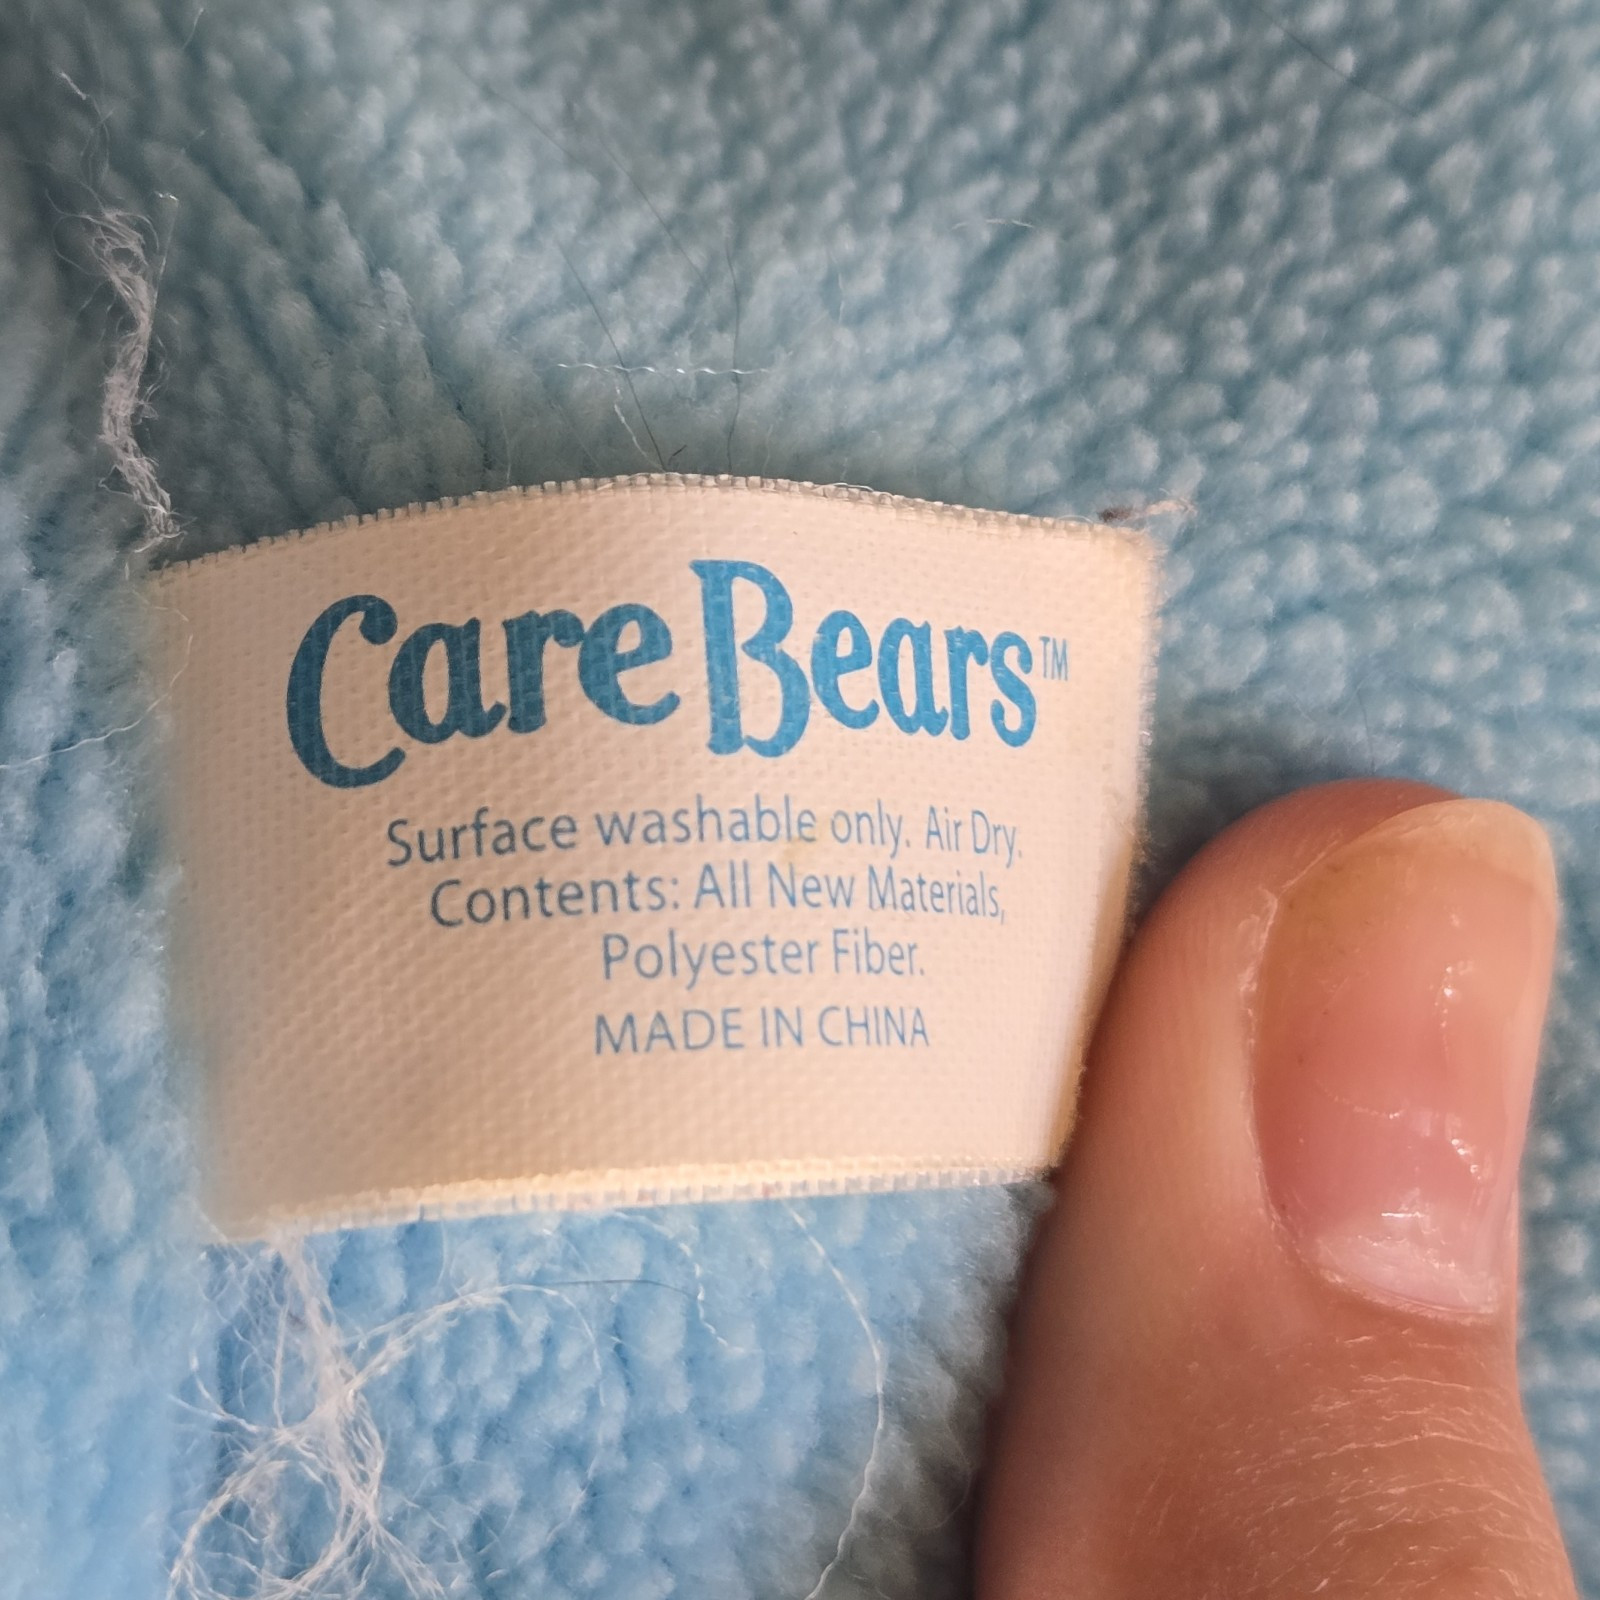 Care Bears™
Surface washable only. Air Dry.
Contents: All New Materials,
Polyester Fiber.
MADE IN CHINA